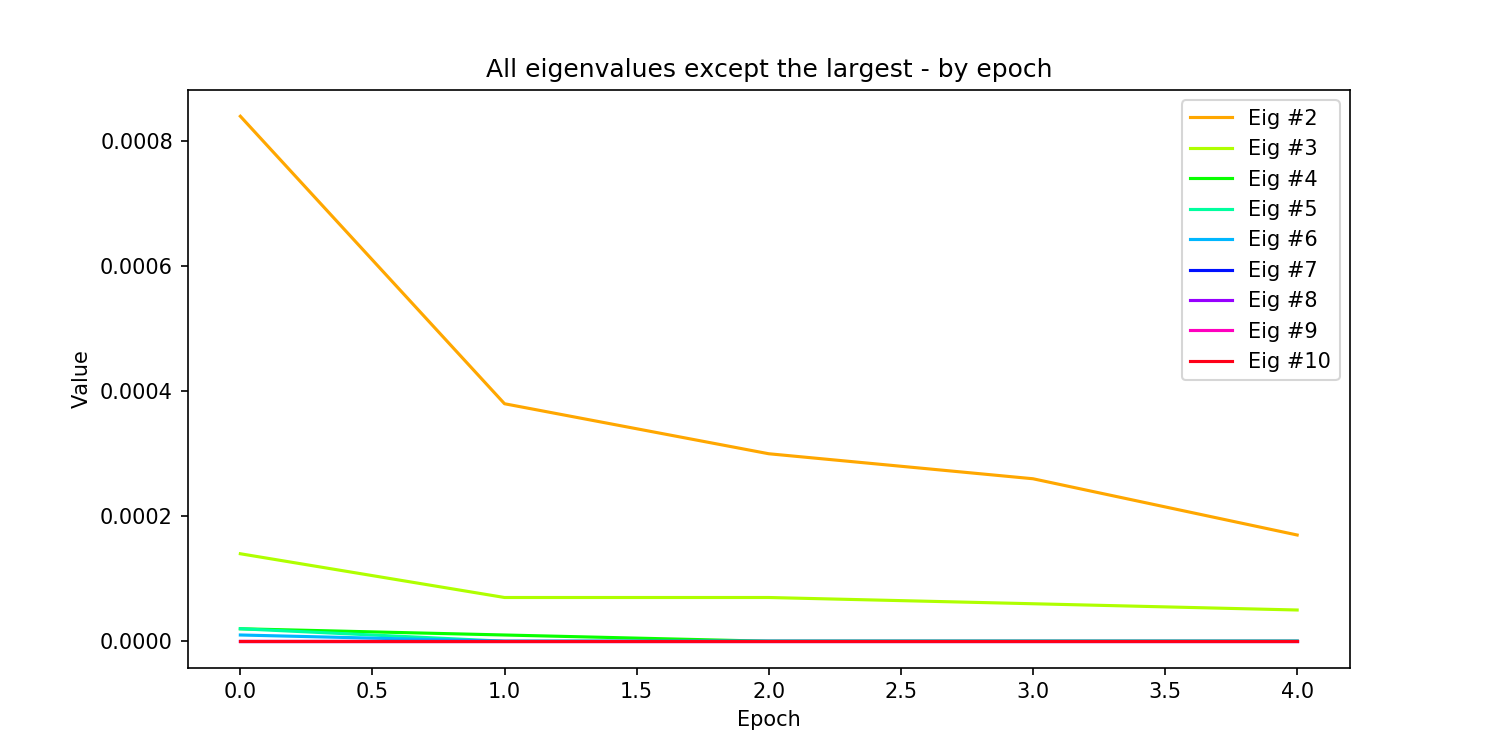 All eigenvalues except the largest - by epoch
Eig #2
Eig #3
Eig #4
Eig #5
Eig #6
Eig #7
Eig #8
Eig #9
Eig #10
Value
0.0008
0.0006
0.0004
0.0002
0.0000
0.0 0.5 1.0 1.5 2.0 2.5 3.0 3.5 4.0
Epoch